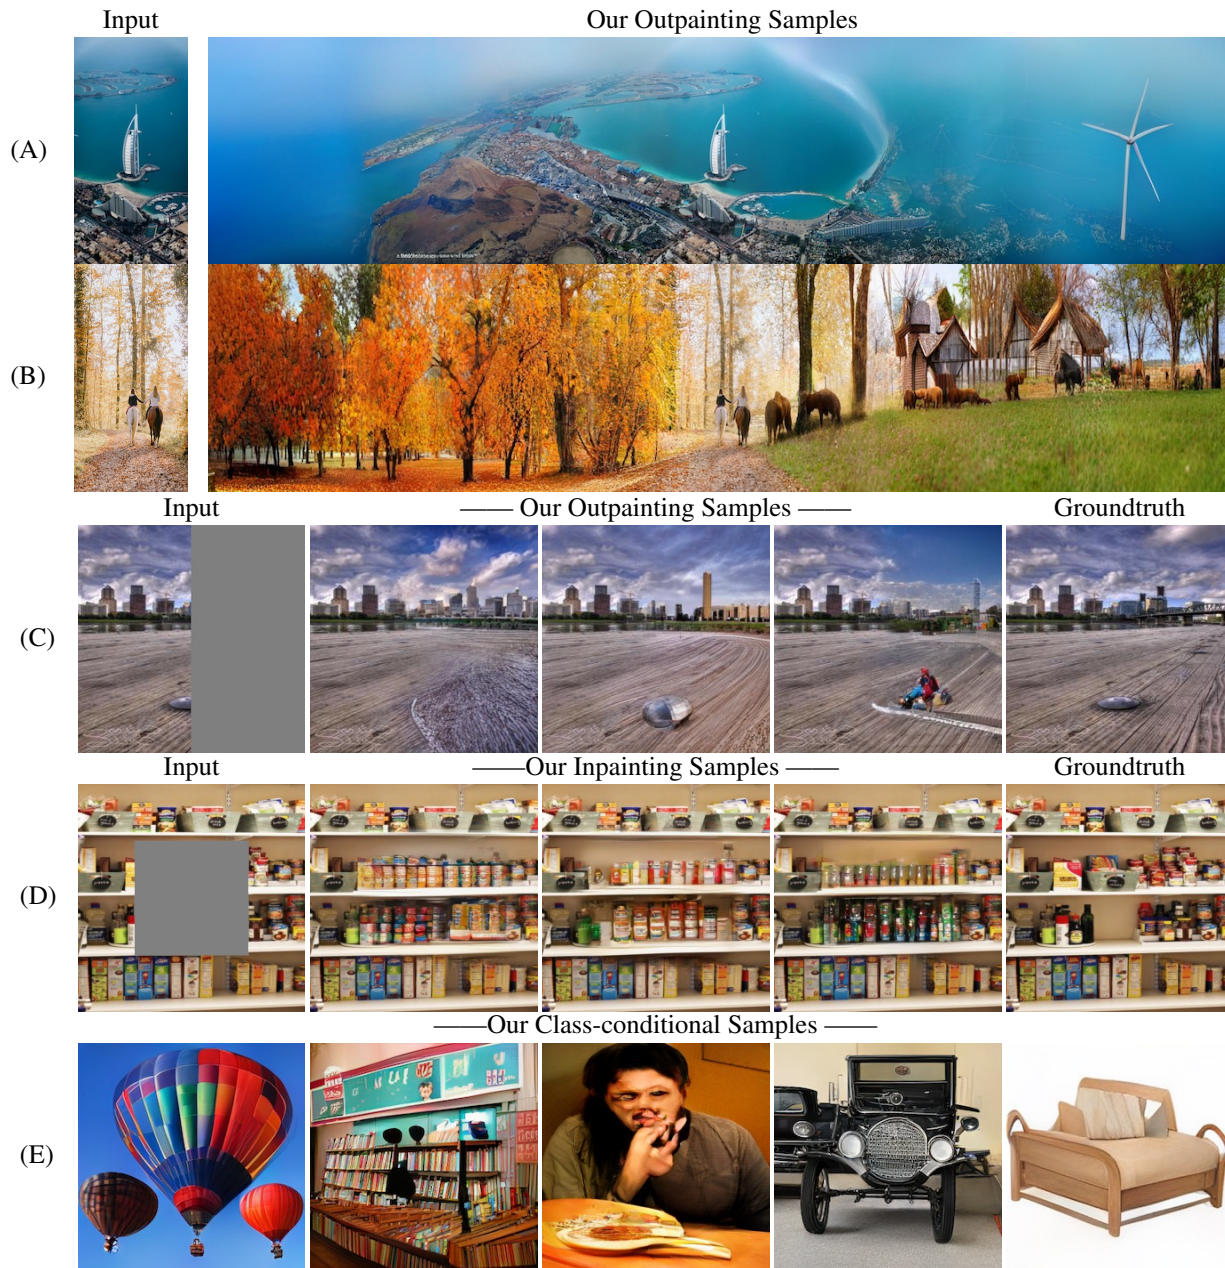 Input Our Outpainting Samples
(A)
(B)
Input —— Our Outpainting Samples —— Groundtruth
(C)
Input ——Our Inpainting Samples —— Groundtruth
(D)
——Our Class-conditional Samples ——
(E)